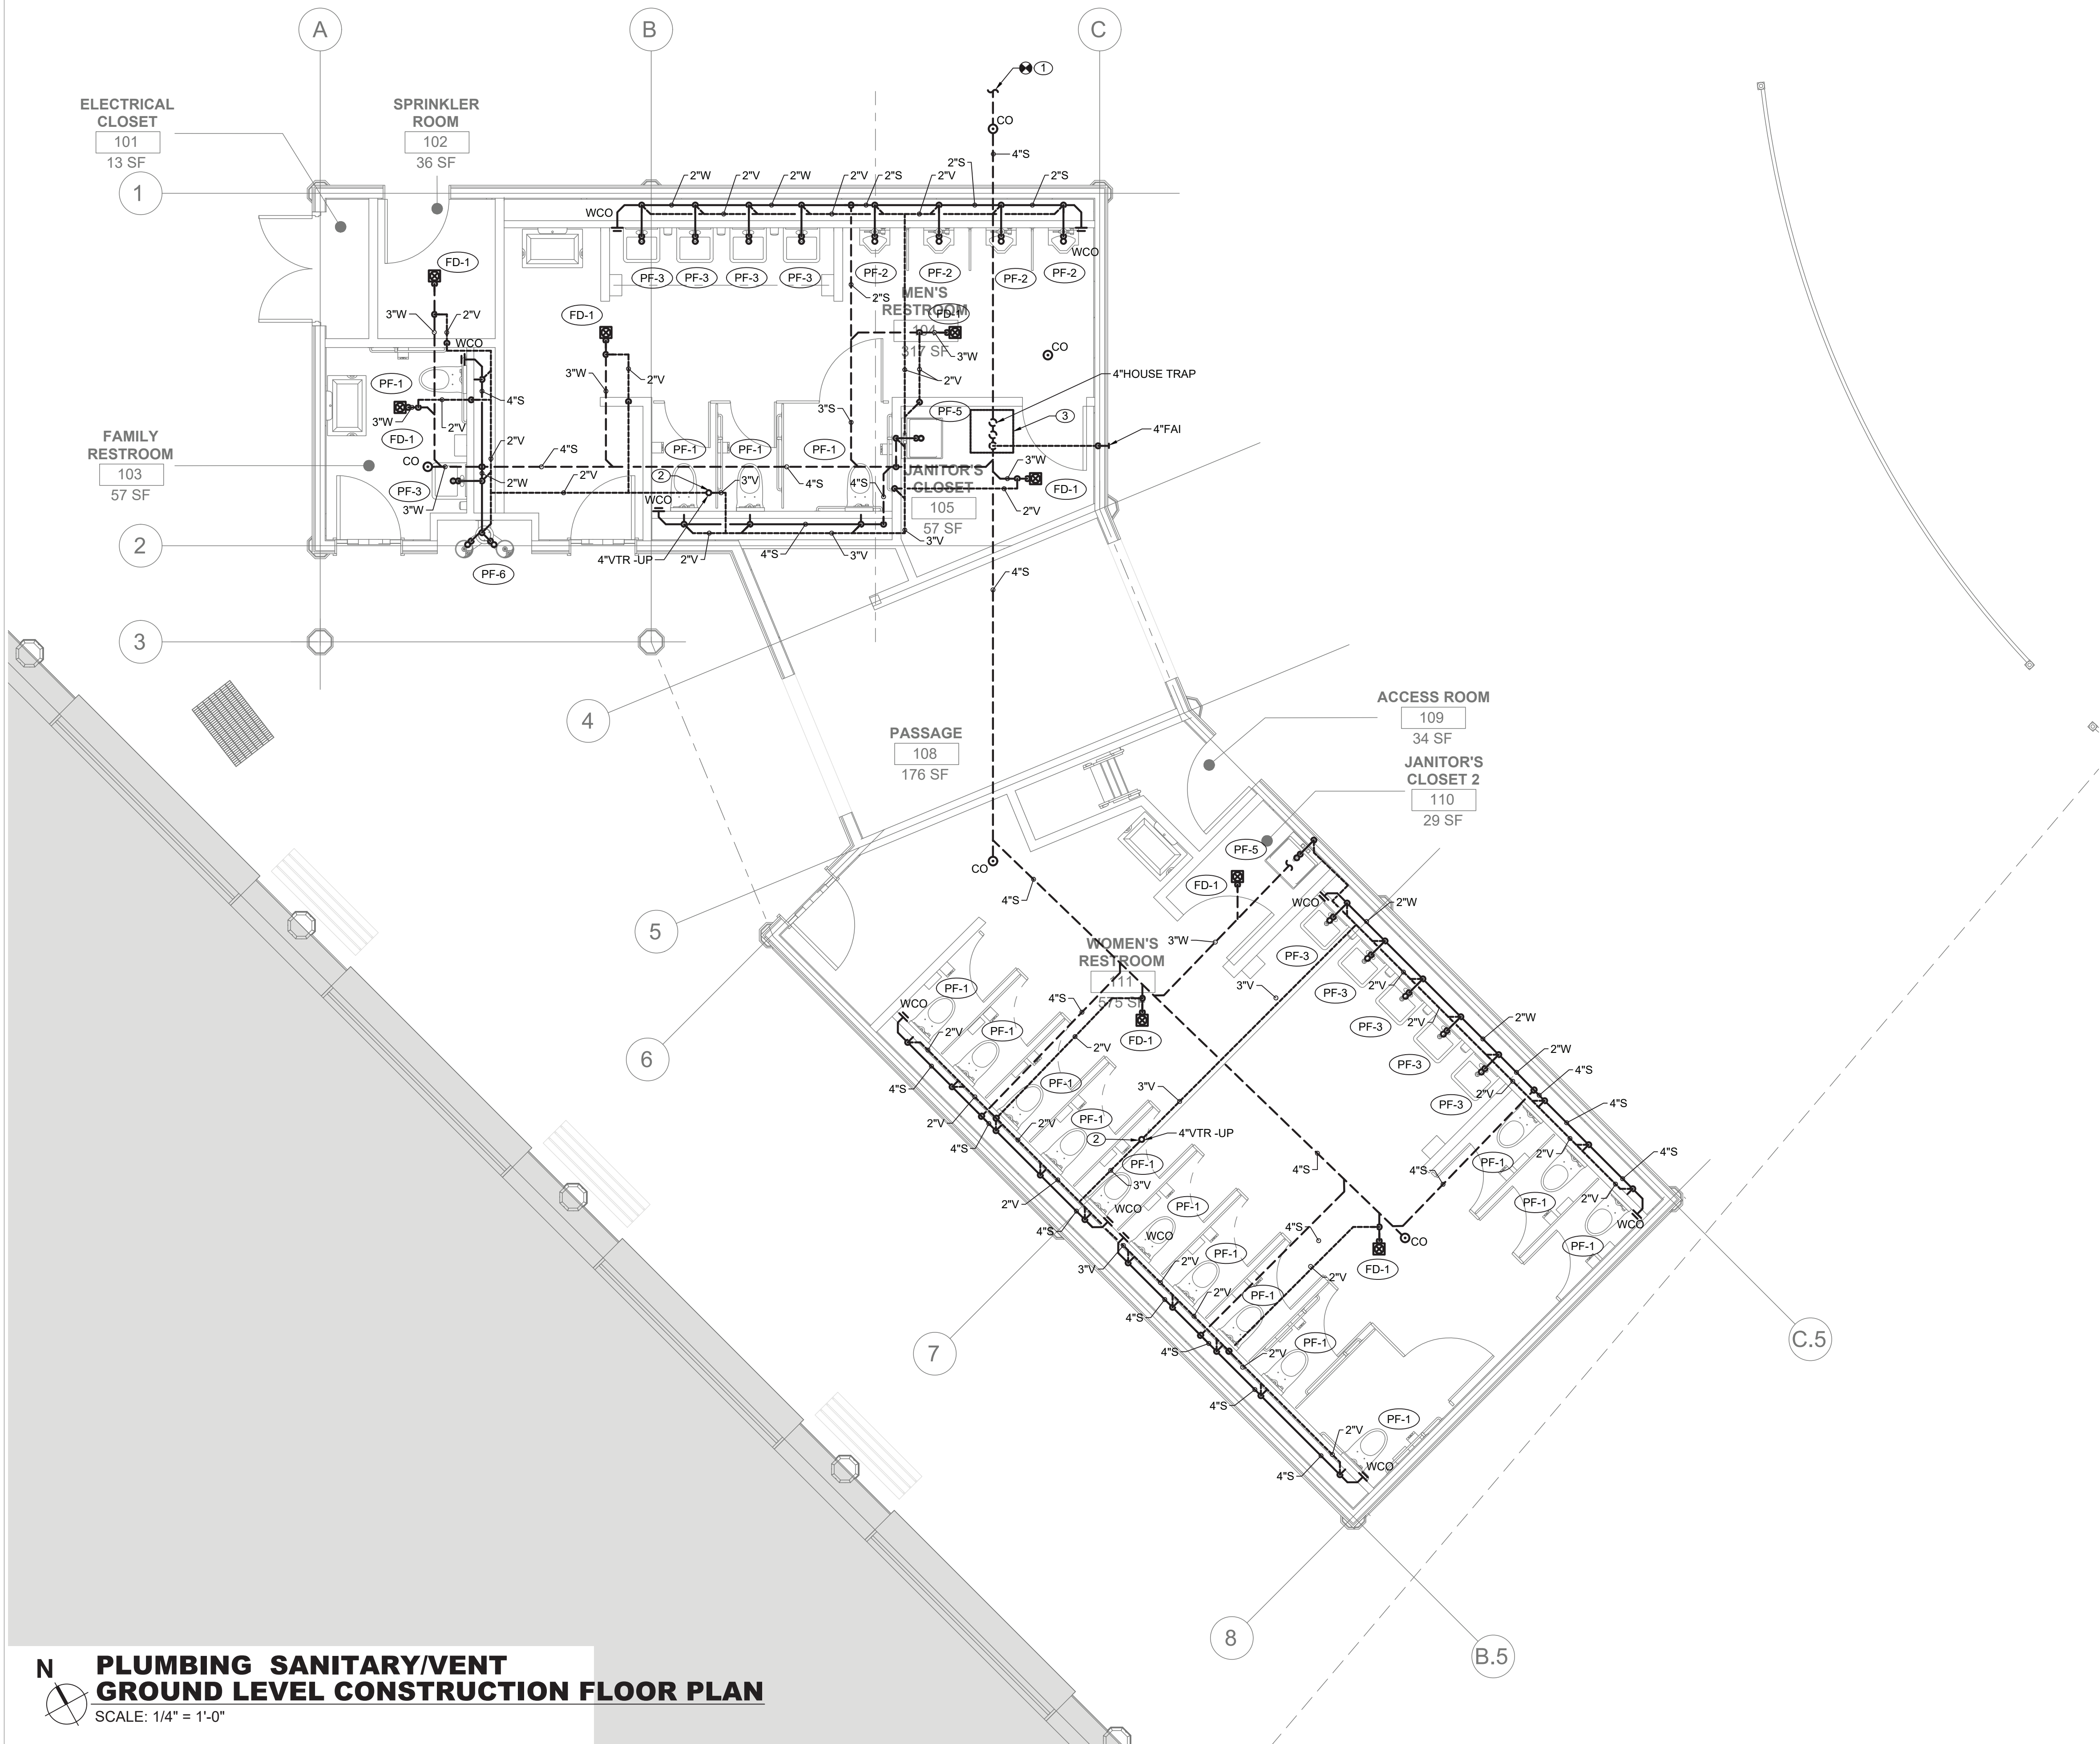 A
B
C
1
CO
4"S
ELECTRICAL
CLOSET
101
13 SF
SPRINKLER
ROOM
102
36 SF
1
2"W
2"V
2"W
2"V
2"S
2"S
2"V
2"S
WCO
WCO
PF-3
PF-3
PF-3
PF-3
PF-2
PF-2
PF-2
PF-2
FD-1
3"W
2"V
WCO
FD-1
2"S
MEN'S
RESTROOM
104
317 SF
FD-1
3"W
2"V
CO
4"HOUSE TRAP
PF-1
3"W
2"V
4"S
3"W
2"V
FD-1
2"V
3"S
PF-5
3
4"FAI
FAMILY
RESTROOM
103
57 SF
CO
4"S
PF-1
PF-1
PF-1
PF-3
2"W
3"W
2"V
2
3"V
4"S
4"S
JANITOR'S
CLOSET
105
57 SF
3"W
FD-1
2"V
WCO
2
PF-6
4"VTR -UP
2"V
4"S
3"V
3"V
4"S
3
4
PASSAGE
108
176 SF
ACCESS ROOM
109
34 SF
JANITOR'S
CLOSET 2
110
29 SF
CO
4"S
PF-5
FD-1
WCO
2"W
5
WOMEN'S
RESTROOM
111
575 SF
3"W
PF-3
3"V
2"V
PF-3
PF-1
WCO
4"S
PF-1
2"V
FD-1
2"V
PF-3
2"V
2"W
6
4"S
PF-1
2"V
PF-3
2"W
4"S
2"V
PF-1
3"V
PF-3
2"V
4"S
4"S
2"V
2
4"VTR -UP
PF-1
3"V
4"S
4"S
PF-1
2"V
4"S
2"V
4"S
PF-1
WCO
WCO
PF-1
2"V
WCO
PF-1
3"V
2"V
PF-1
4"S
CO
FD-1
2"V
4"S
2"V
PF-1
4"S
2"V
PF-1
4"S
PF-1
2"V
WCO
4"S
7
C.5
8
B.5
N
PLUMBING SANITARY/VENT
GROUND LEVEL CONSTRUCTION FLOOR PLAN
SCALE: 1/4" = 1'-0"